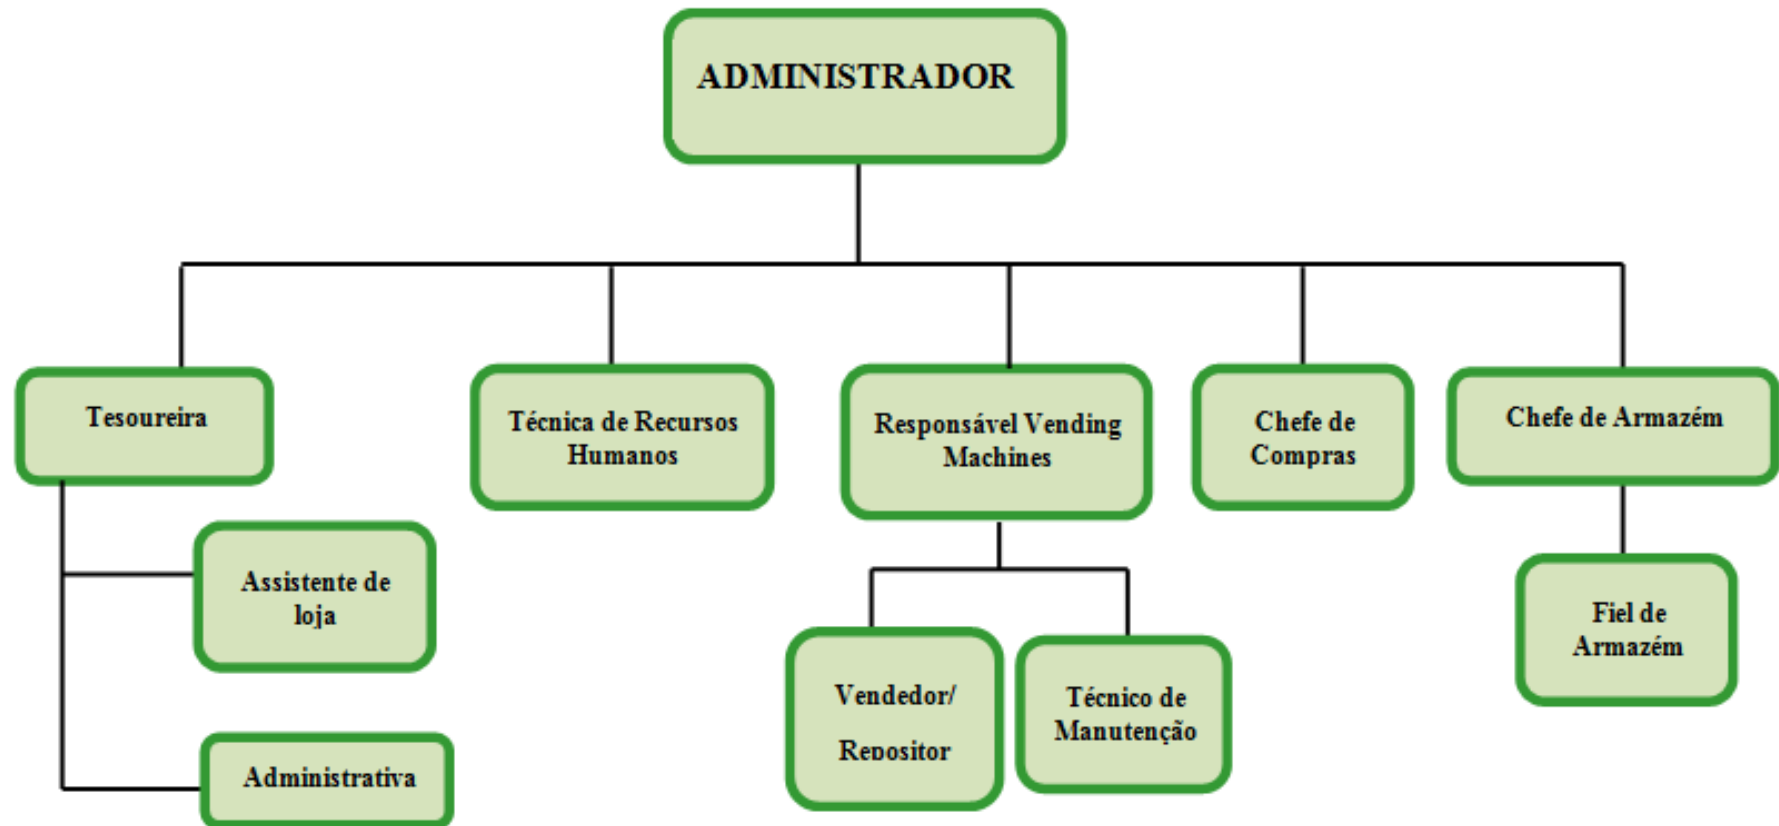 ADMINISTRADOR
Tesoureira
Técnica de Recursos
Humanos
Responsável Vending
Machines
Chefe de
Compras
Chefe de Armazém
Assistente de
loja
Administrativa
Vendedor/
Repositor
Técnico de
Manutenção
Fiel de
Armazém